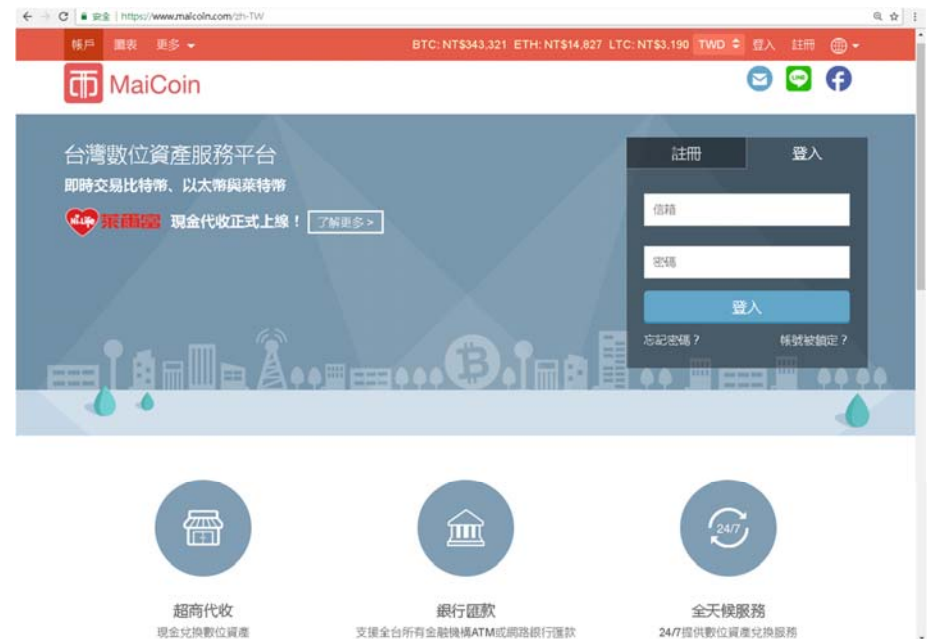 安全 | https://www.maicoin.com/zh-TW
帳戶 圖表 更多 BTC: NT$343,321 ETH: NT$14,827 LTC: NT$3,190 TWD 登入 註冊
币 MaiCoin
LINE
台灣數位資產服務平台
即時交易比特幣、以太幣與萊特幣
Hi-Life 萊爾富 現金代收正式上線！ 了解更多 >
註冊 登入
信箱
密碼
登入
忘記密碼？ 帳號被鎖定？
24/7
超商代收 銀行匯款 全天候服務
現金兌換數位資產 支援全台所有金融機構ATM或網路銀行匯款 24/7提供數位資產兌換服務